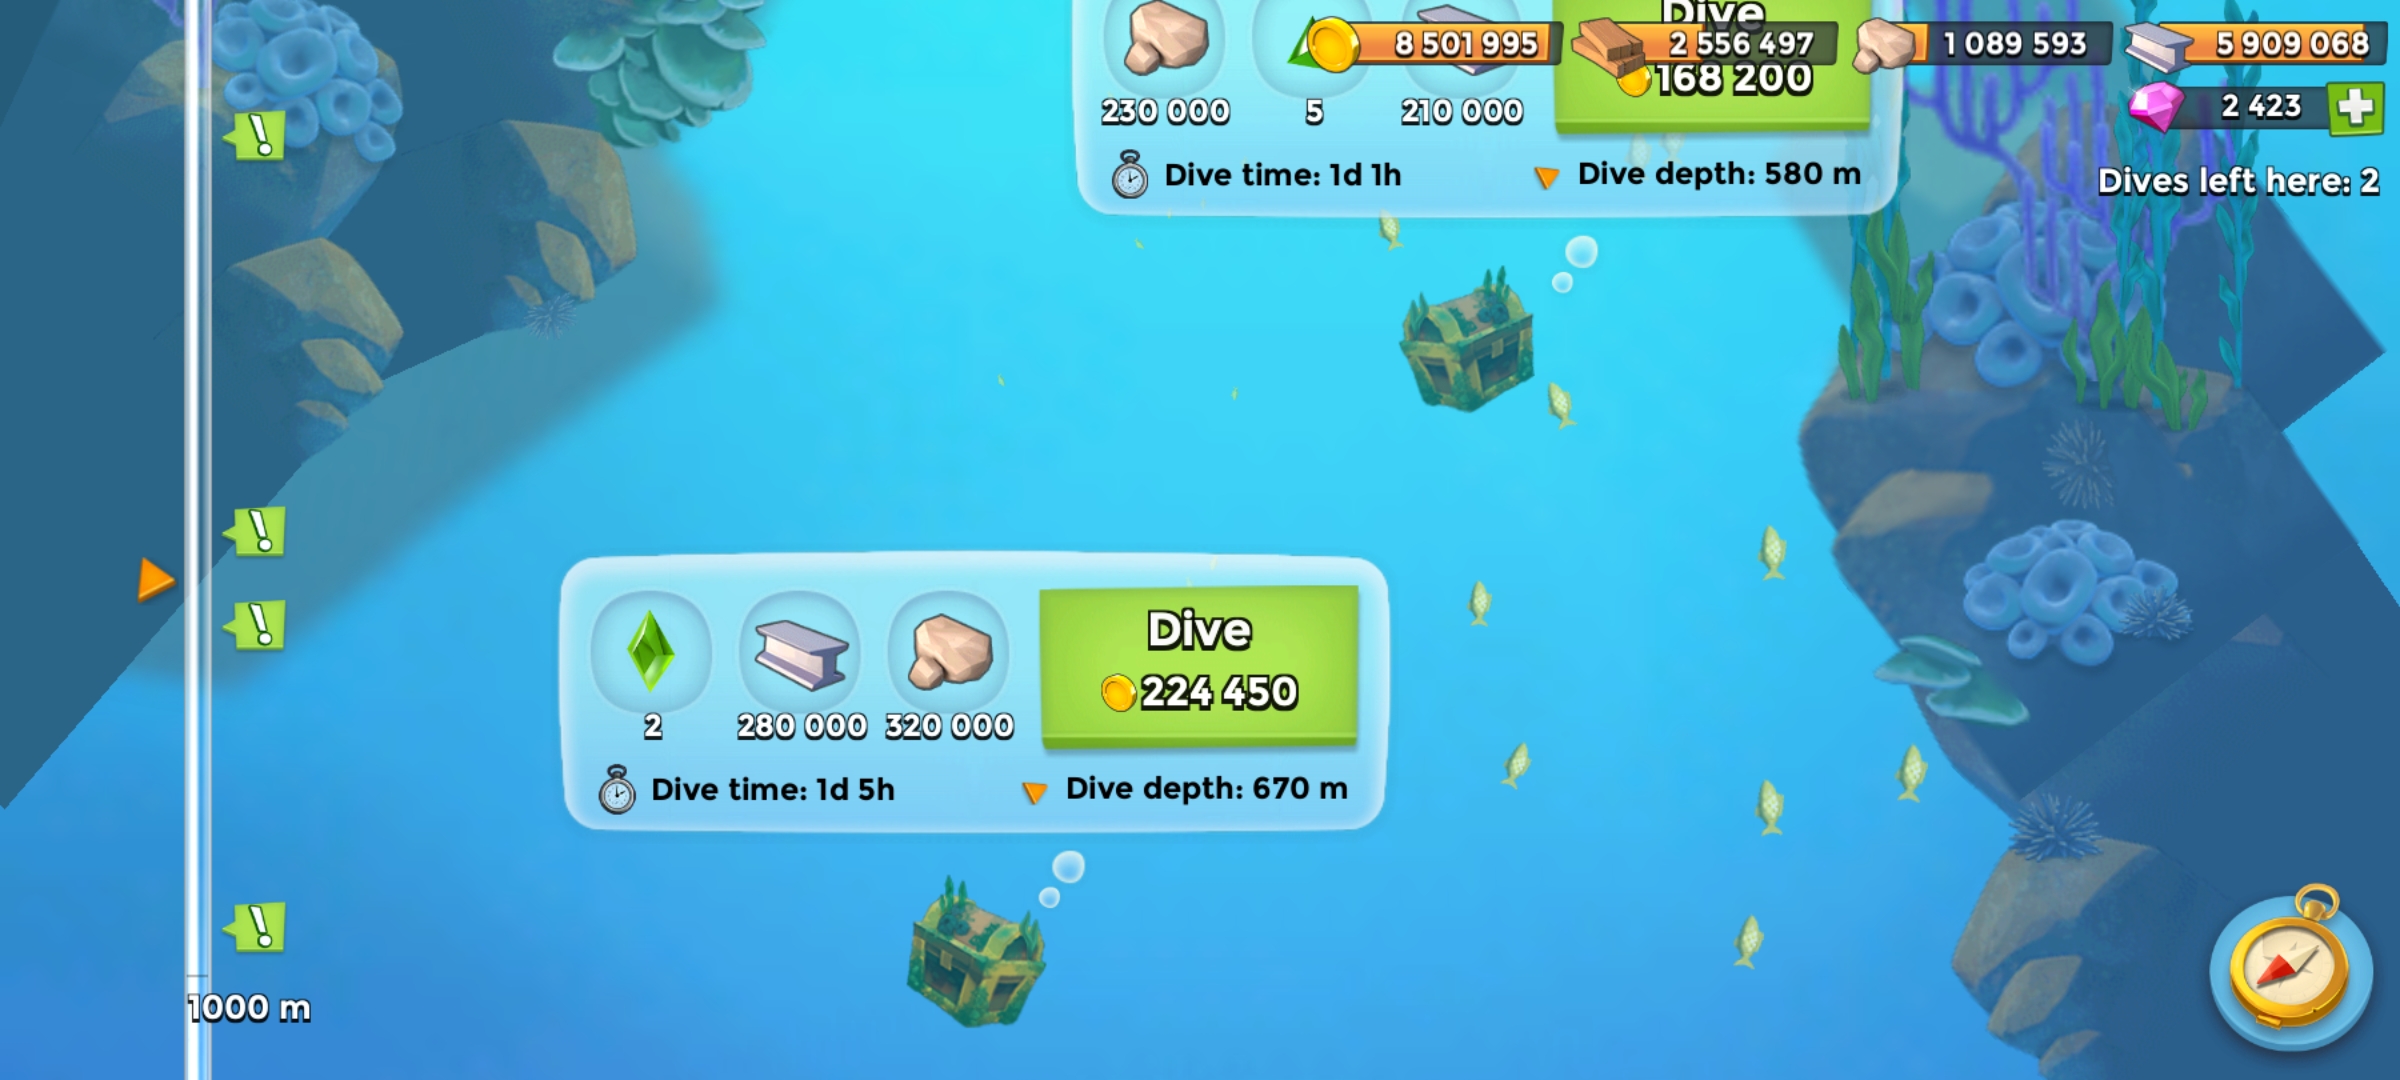 Dive
8 501 995
2 556 497
1 089 593
5 909 068
168 200
2 423
230 000
5
210 000
Dive time: 1d 1h
Dive depth: 580 m
Dives left here: 2
!
!
!
Dive
224 450
2
280 000
320 000
Dive time: 1d 5h
Dive depth: 670 m
!
1000 m